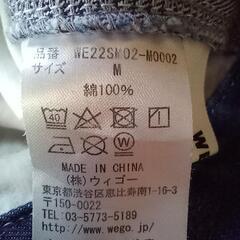 品番 WE22SM02-M0002
サイズ M
綿100%
40
MADE IN CHINA
(株)ウィゴー
東京都渋谷区恵比寿南1-16-3
〒150-0022
TEL:03-5773-5189
http://www.wego.jp/